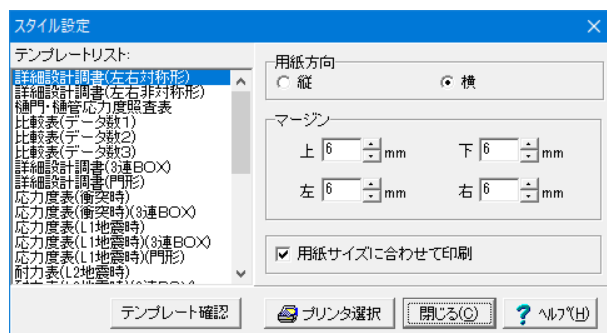 スタイル設定
テンプレートリスト:
詳細設計調書(左右対称形)
詳細設計調書(左右非対称形)
樋門・樋管応力度照査表
比較表(データ数1)
比較表(データ数2)
比較表(データ数3)
詳細設計調書(3連BOX)
詳細設計調書(門形)
応力度表(衝突時)
応力度表(衝突時)(3連BOX)
応力度表(L1地震時)
応力度表(L1地震時)(3連BOX)
応力度表(L1地震時)(門形)
耐力表(L2地震時)
用紙方向
縦
横
マージン
上 6 mm
下 6 mm
左 6 mm
右 6 mm
用紙サイズに合わせて印刷
テンプレート確認
プリンタ選択
閉じる(C)
ヘルプ(H)